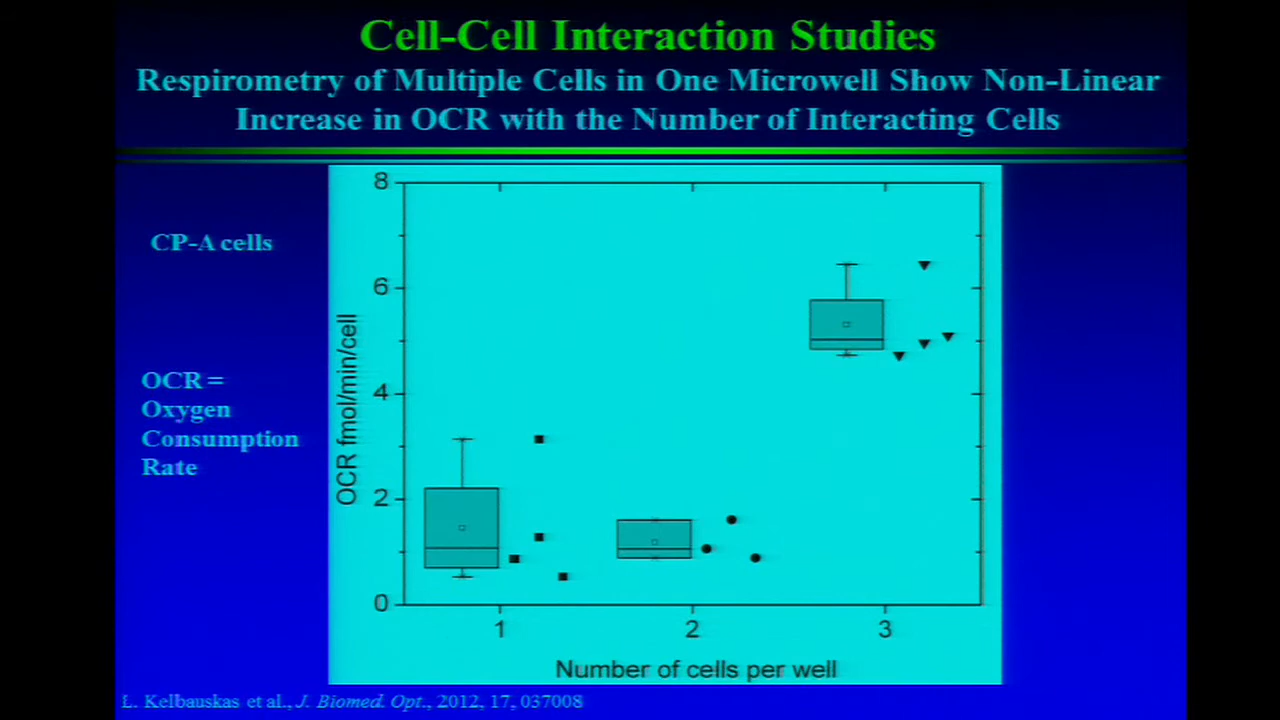 Cell-Cell Interaction Studies
Respirometry of Multiple Cells in One Microwell Show Non-Linear
Increase in OCR with the Number of Interacting Cells
CP-A cells
OCR =
Oxygen
Consumption
Rate
OCR fmol/min/cell
8
6
4
2
0
1
2
3
Number of cells per well
L. Kelbauskas et al., J. Biomed. Opt., 2012, 17, 037008